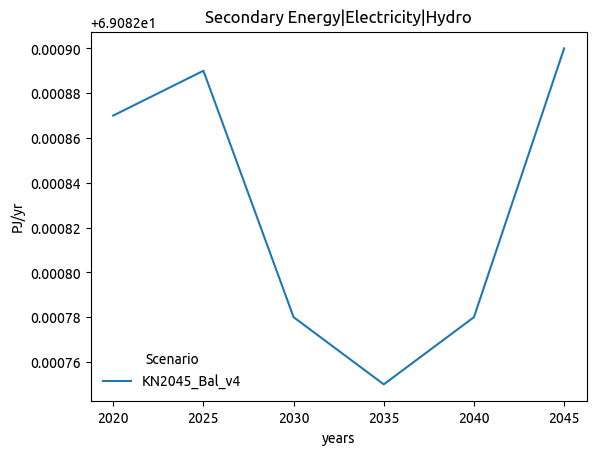 Secondary Energy|Electricity|Hydro
+6.9082e1
0.00090
0.00088
0.00086
0.00084
0.00082
0.00080
0.00078
0.00076
PJ/yr
Scenario
KN2045_Bal_v4
2020 2025 2030 2035 2040 2045
years